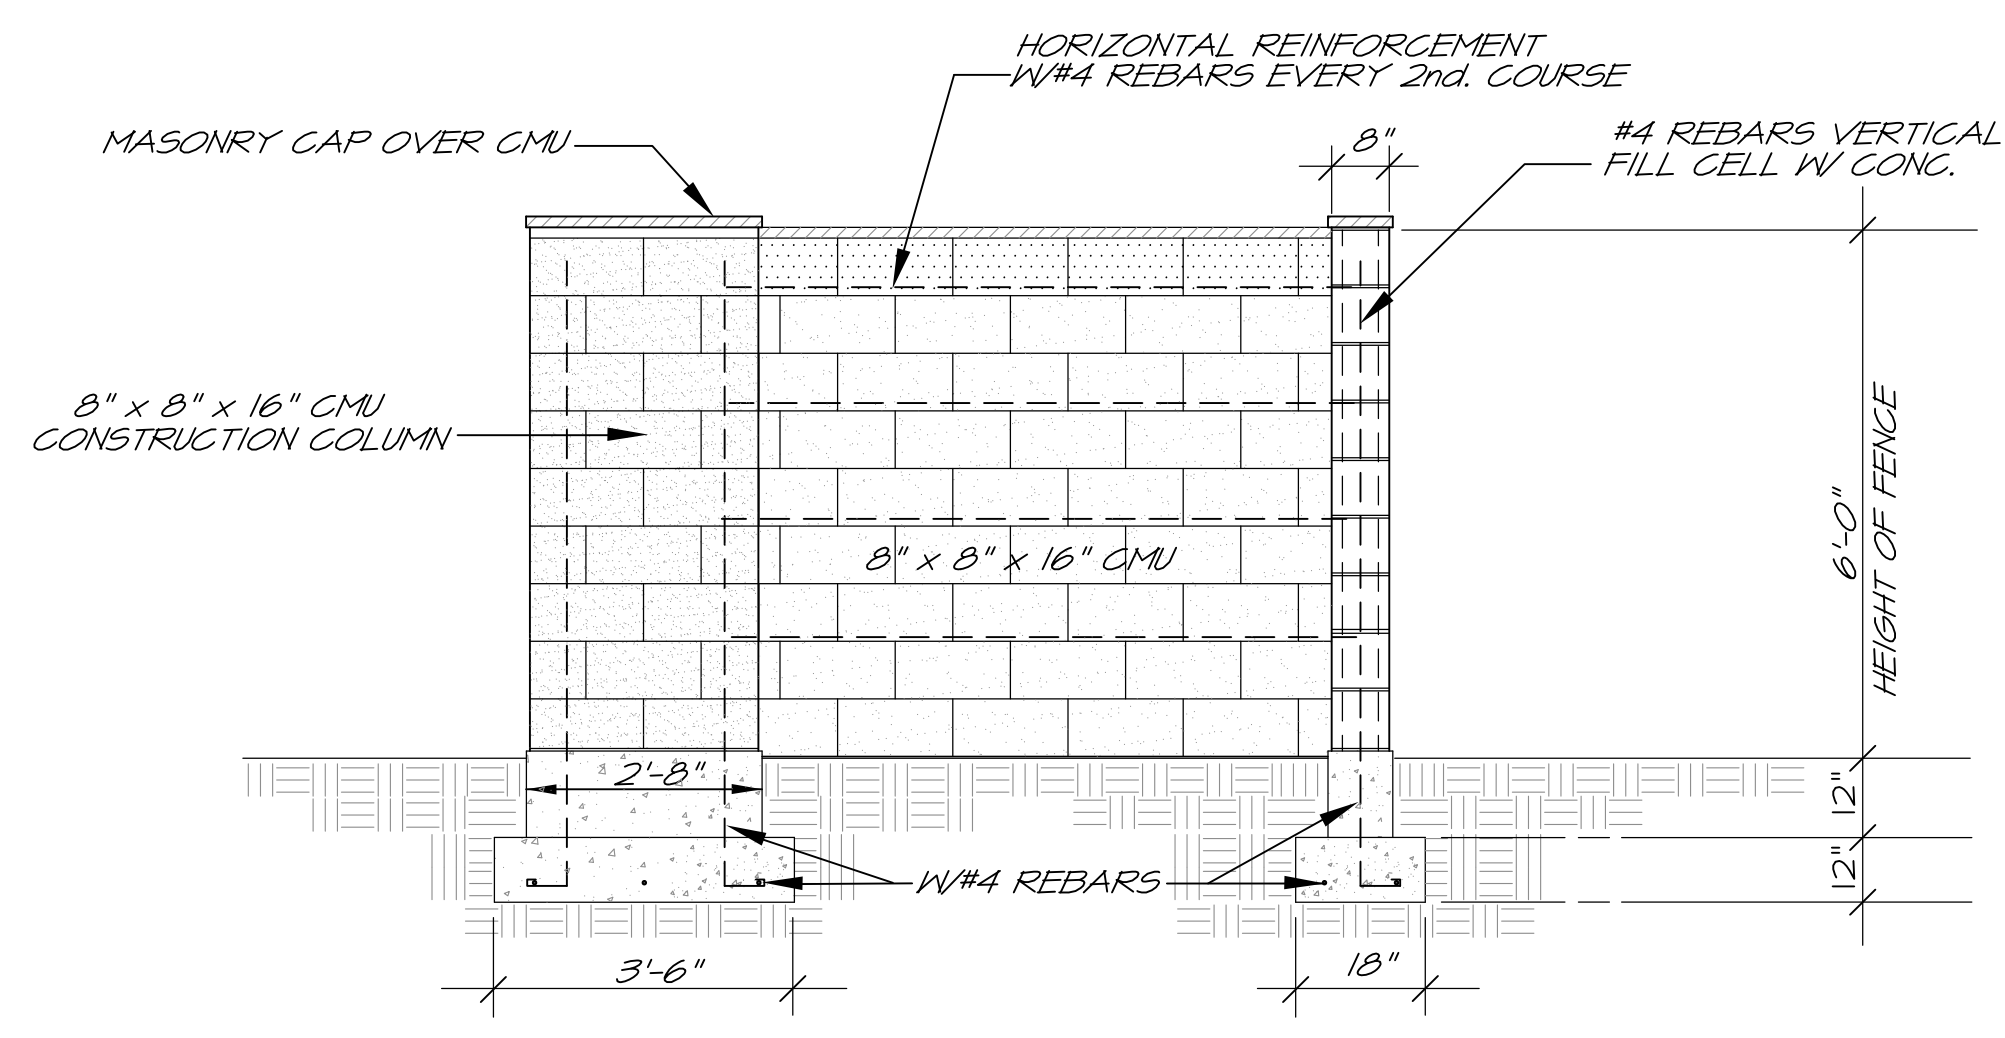 HORIZONTAL REINFORCEMENT
W/#4 REBARS EVERY 2nd. COURSE
MASONRY CAP OVER CMU
8"
#4 REBARS VERTICAL
FILL CELL W/ CONC.
8" x 8" x 16" CMU
CONSTRUCTION COLUMN
6'-0"
HEIGHT OF FENCE
8" x 8" x 16" CMU
2'-8"
12"
W/#4 REBARS
12"
3'-6"
18"